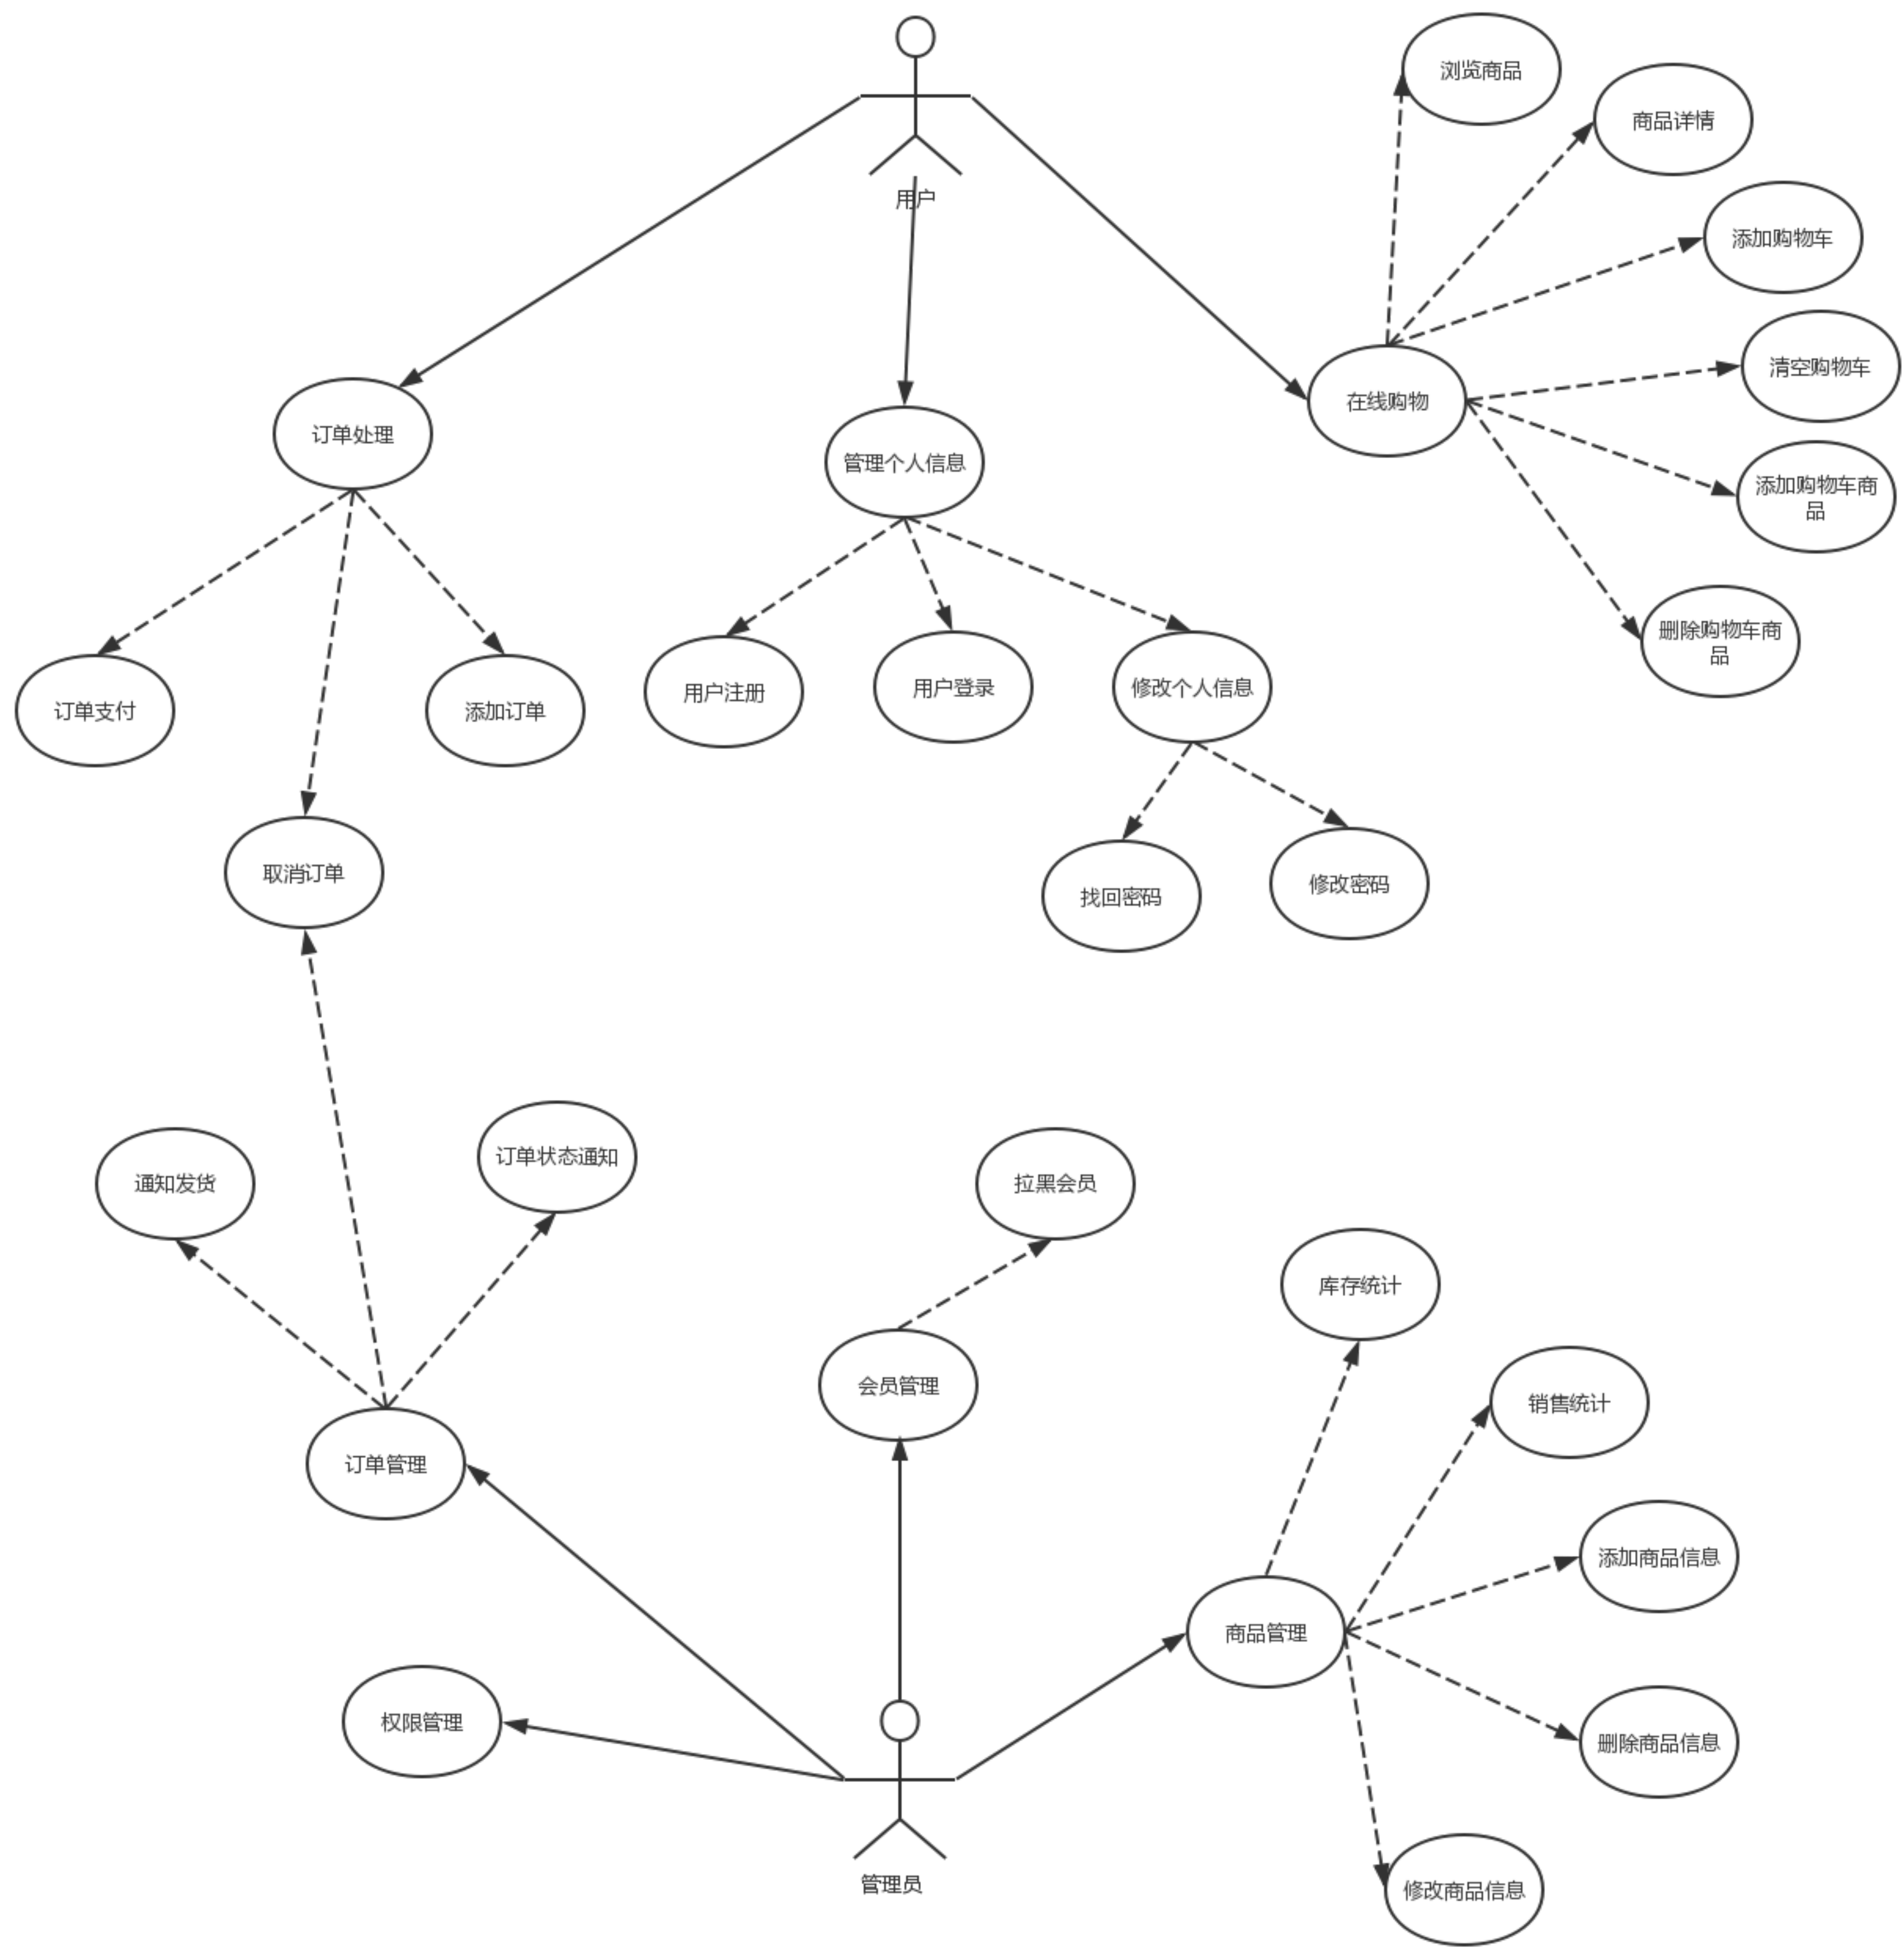 浏览商品
商品详情
用户
添加购物车
清空购物车
在线购物
订单处理
管理个人信息
添加购物车商
品
删除购物车商
品
订单支付
添加订单
用户注册
用户登录
修改个人信息
取消订单
找回密码
修改密码
通知发货
订单状态通知
拉黑会员
库存统计
会员管理
销售统计
订单管理
添加商品信息
商品管理
权限管理
删除商品信息
管理员
修改商品信息